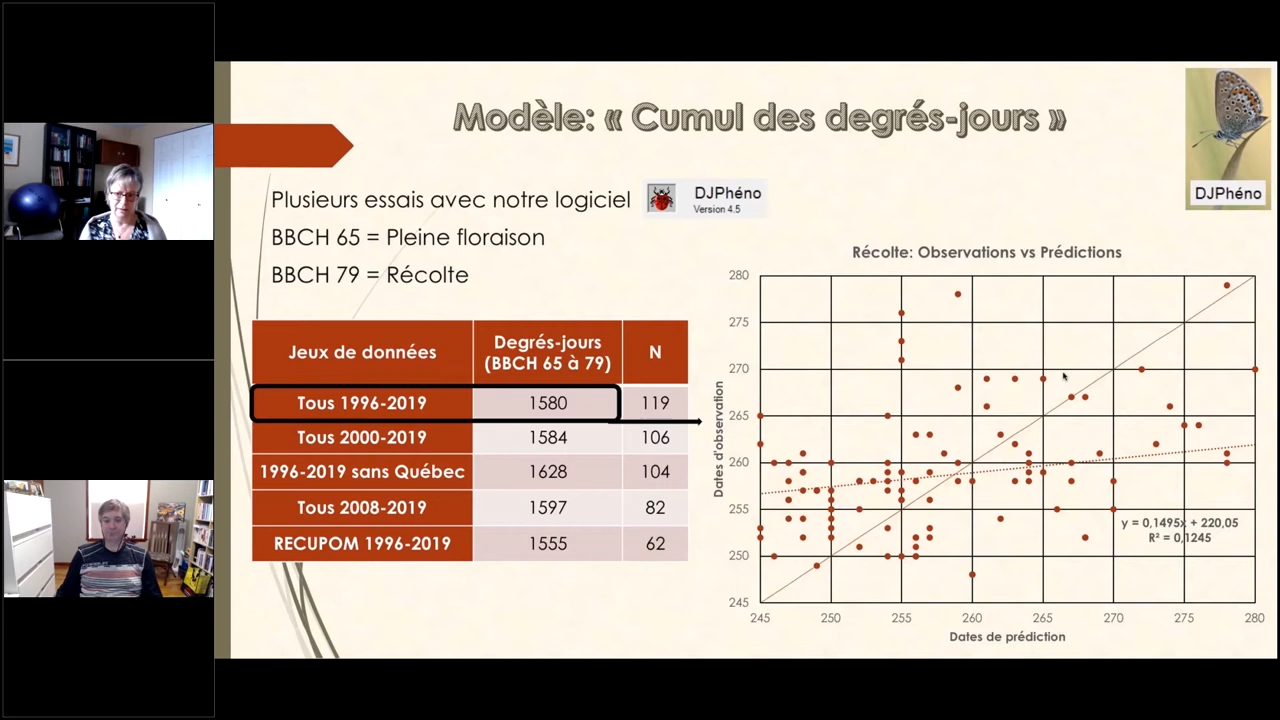 Modèle: « Cumul des degrés-jours »
DJPhéno
Plusieurs essais avec notre logiciel
DJPhéno
Version 4.5
BBCH 65 = Pleine floraison
BBCH 79 = Récolte
Jeux de données
Degrés-jours
(BBCH 65 à 79)
N
Tous 1996-2019 1580 119
Tous 2000-2019 1584 106
1996-2019 sans Québec 1628 104
Tous 2008-2019 1597 82
RECUPOM 1996-2019 1555 62
Récolte: Observations vs Prédictions
Dates d'observation
280
275
270
265
260
255
250
245
y = 0,1495x + 220,05
R² = 0,1245
245 250 255 260 265 270 275 280
Dates de prédiction